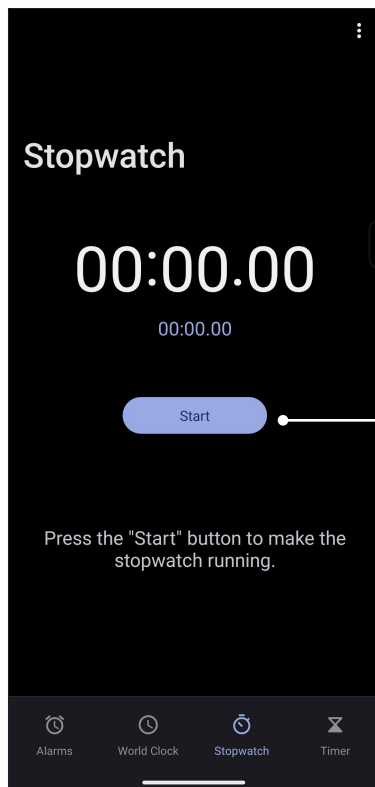 Stopwatch
00:00.00
00:00.00
Start
Press the "Start" button to make the
stopwatch running.
Alarms World Clock Stopwatch Timer